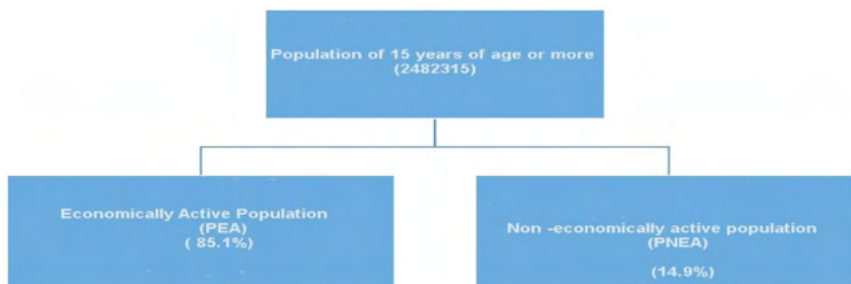 Population of 15 years of age or more
(2482315)
Economically Active Population
(PEA)
( 85.1%)
Non -economically active population
(PNEA)
(14.9%)